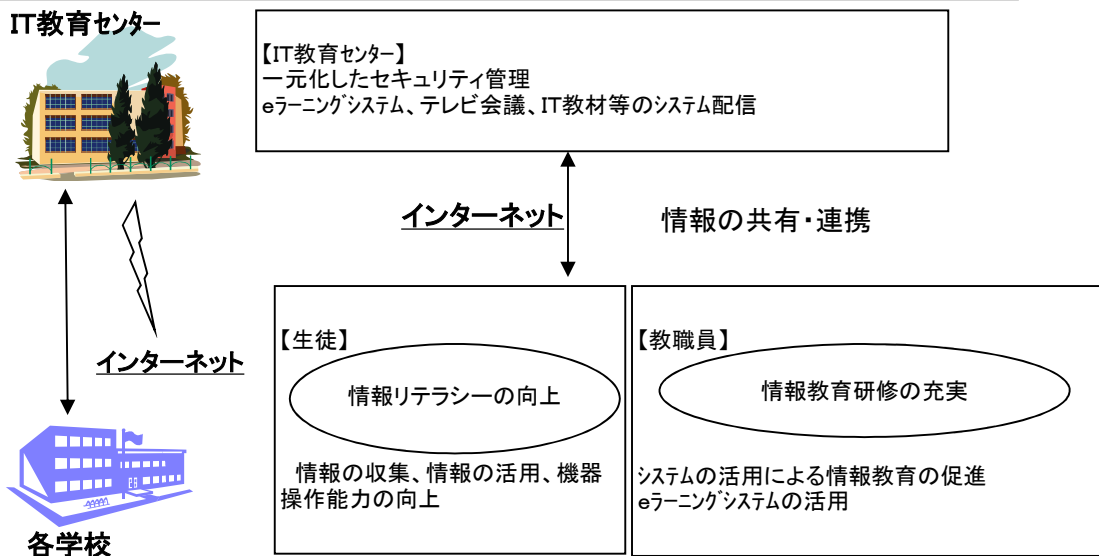 IT教育センター
【IT教育センター】
一元化したセキュリティ管理
eﾗｰﾆﾝｸﾞｼｽﾃﾑ、テレビ会議、IT教材等のシステム配信
インターネット
情報の共有・連携
インターネット
【生徒】
情報リテラシーの向上
情報の収集、情報の活用、機器
操作能力の向上
【教職員】
情報教育研修の充実
ｼｽﾃﾑの活用による情報教育の促進
eﾗｰﾆﾝｸﾞｼｽﾃﾑの活用
各学校